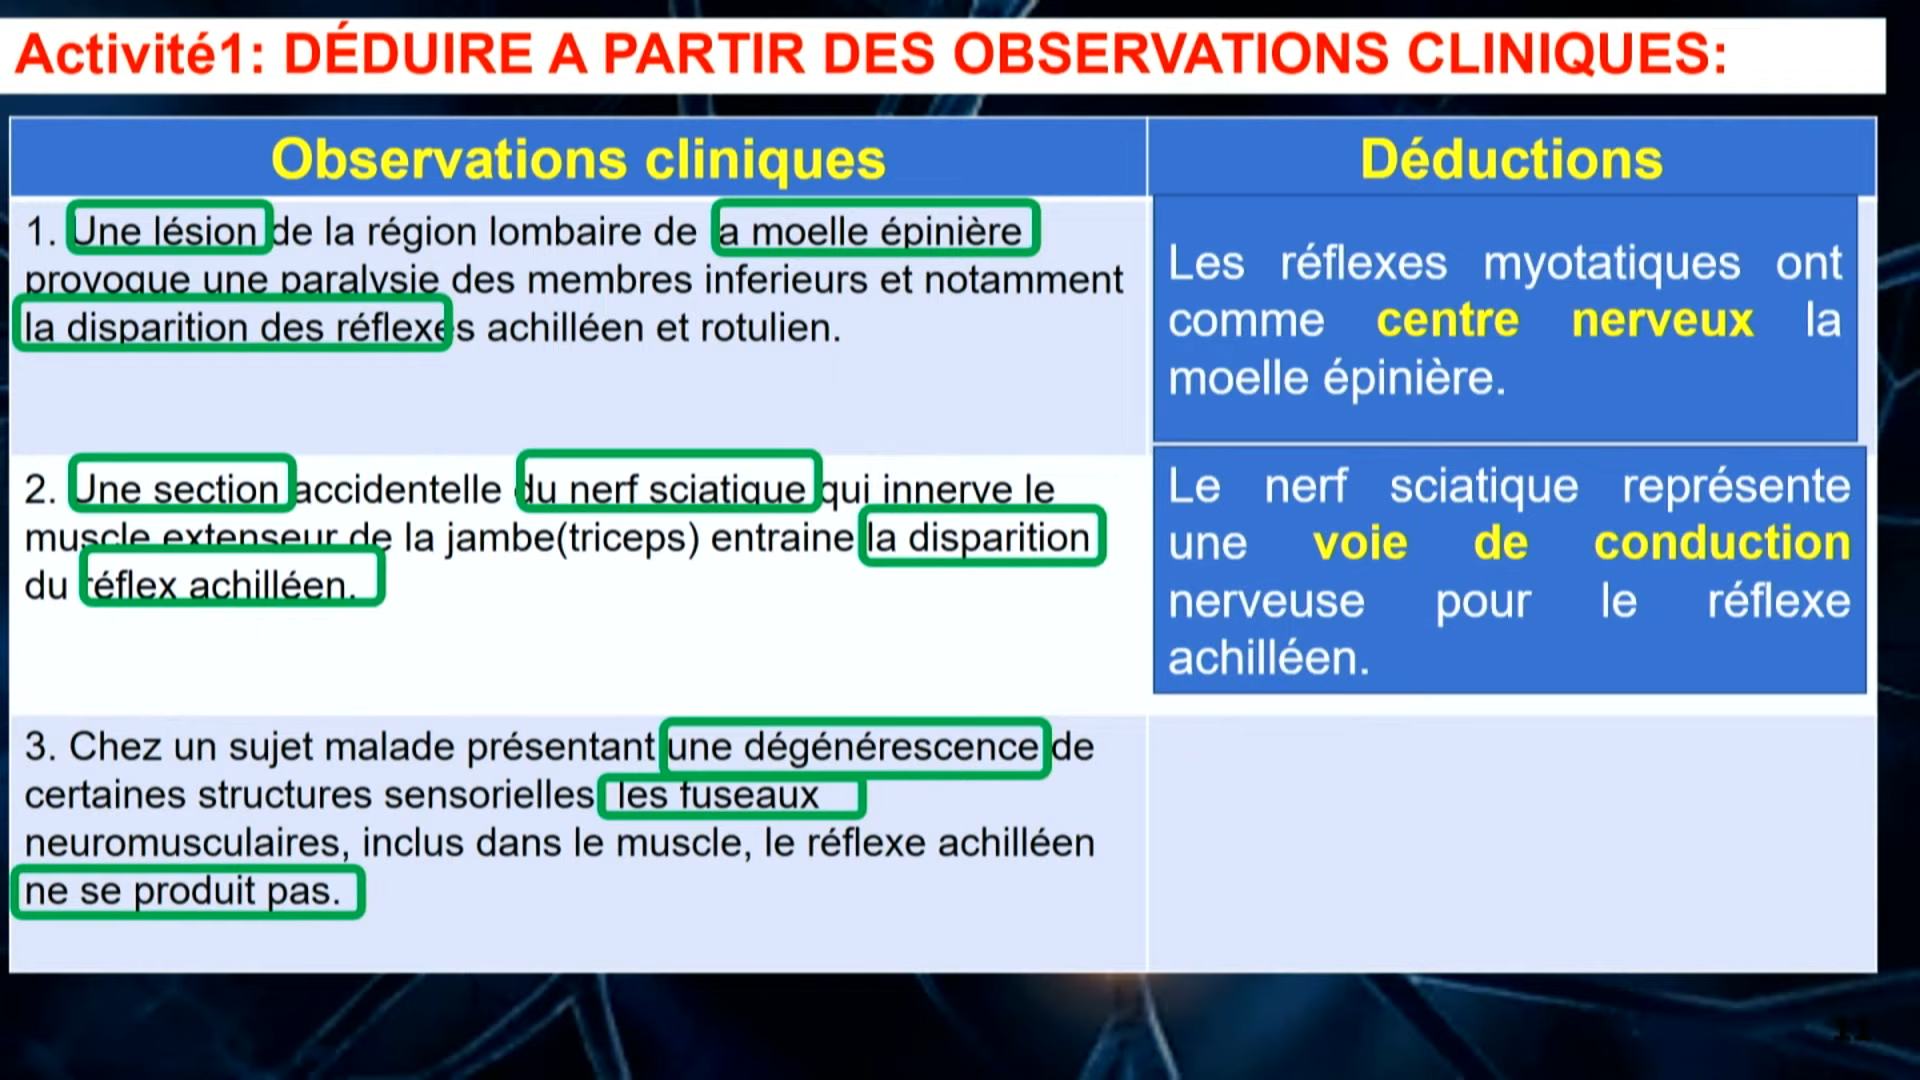 Activité1: DÉDUIRE A PARTIR DES OBSERVATIONS CLINIQUES:
Observations cliniques
Déductions
1. Une lésion de la région lombaire de la moelle épinière
provoque une paralysie des membres inferieurs et notamment
la disparition des réflexes achilléen et rotulien.
Les réflexes myotatiques ont
comme centre nerveux la
moelle épinière.
2. Une section accidentelle du nerf sciatique qui innerve le
muscle extenseur de la jambe(triceps) entraine la disparition
du réflex achilléen.
Le nerf sciatique représente
une voie de conduction
nerveuse pour le réflexe
achilléen.
3. Chez un sujet malade présentant une dégénérescence de
certaines structures sensorielles les fuseaux
neuromusculaires, inclus dans le muscle, le réflexe achilléen
ne se produit pas.
11